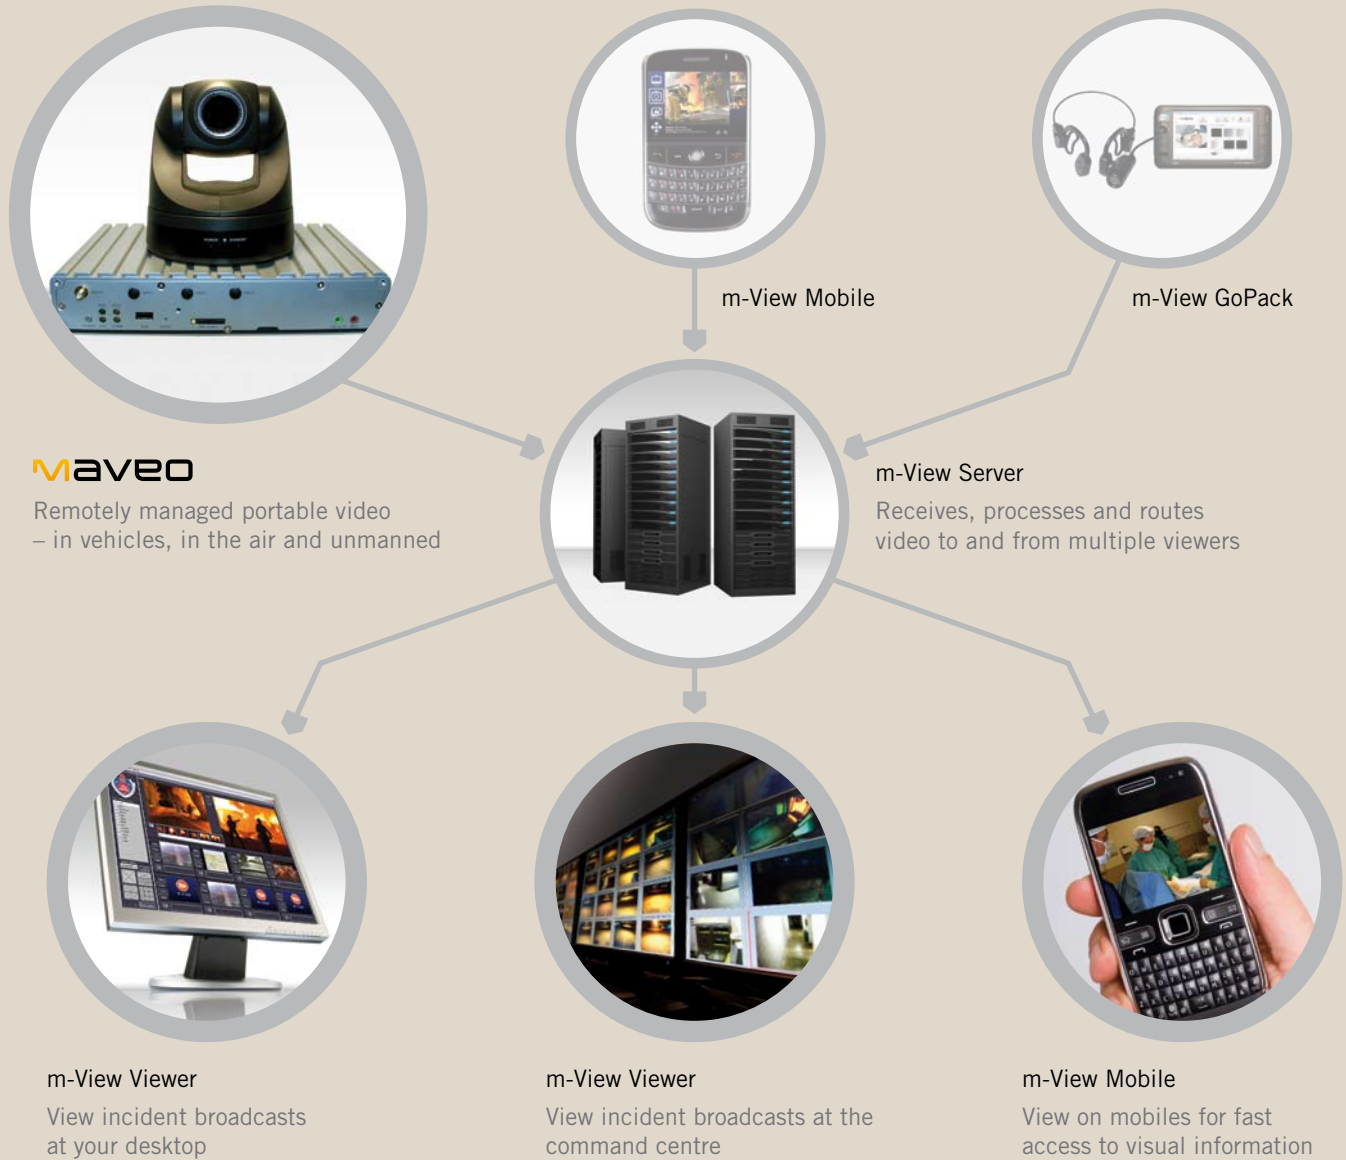 m-View Mobile
m-View GoPack
maveo
Remotely managed portable video
– in vehicles, in the air and unmanned
m-View Server
Receives, processes and routes
video to and from multiple viewers
m-View Viewer
View incident broadcasts
at your desktop
m-View Viewer
View incident broadcasts at the
command centre
m-View Mobile
View on mobiles for fast
access to visual information